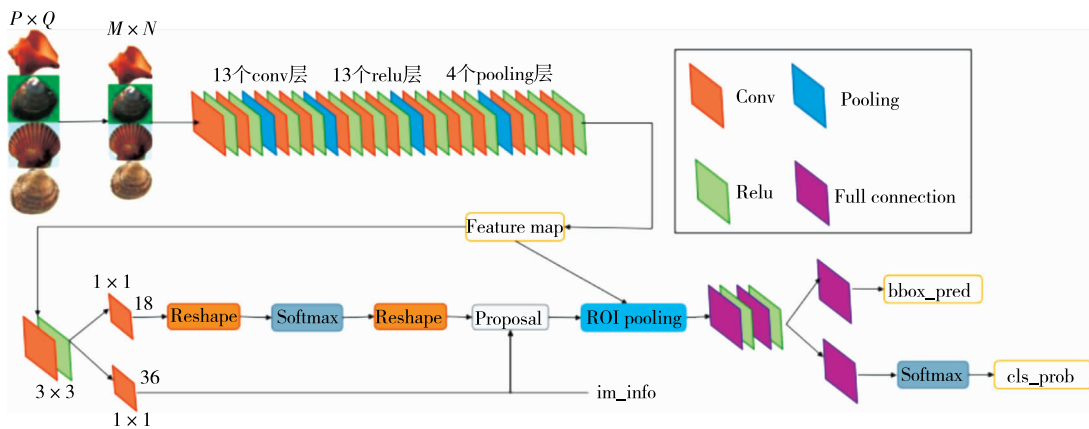 P × Q
M × N
13个conv层
13个relu层
4个pooling层
Conv
Pooling
Relu
Full connection
Feature map
1 × 1
18
Reshape
Softmax
Reshape
Proposal
ROI pooling
bbox_pred
3 × 3
36
1 × 1
im_info
Softmax
cls_prob